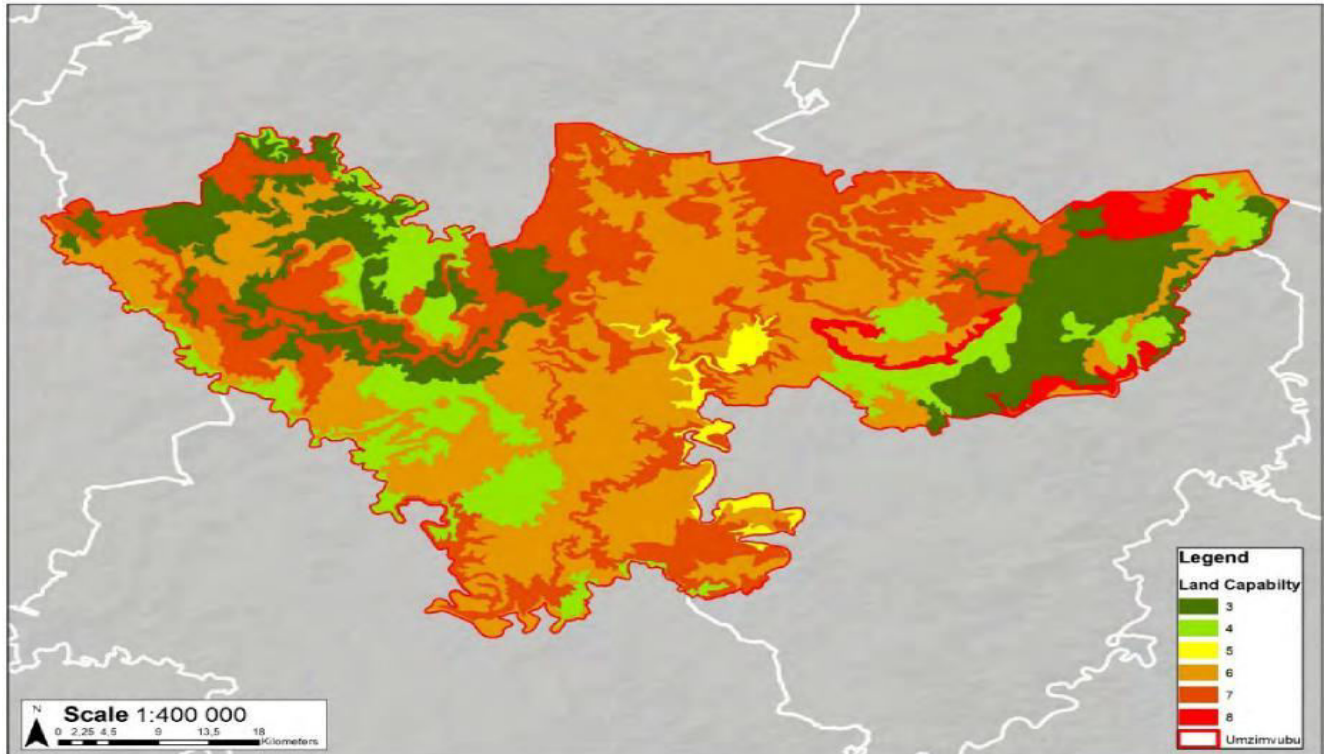 Legend
Land Capabilty
3
4
5
6
7
8
Umzimvubu
N
Scale 1:400 000
0 2,25 4,5 9 13,5 18
Kilometers